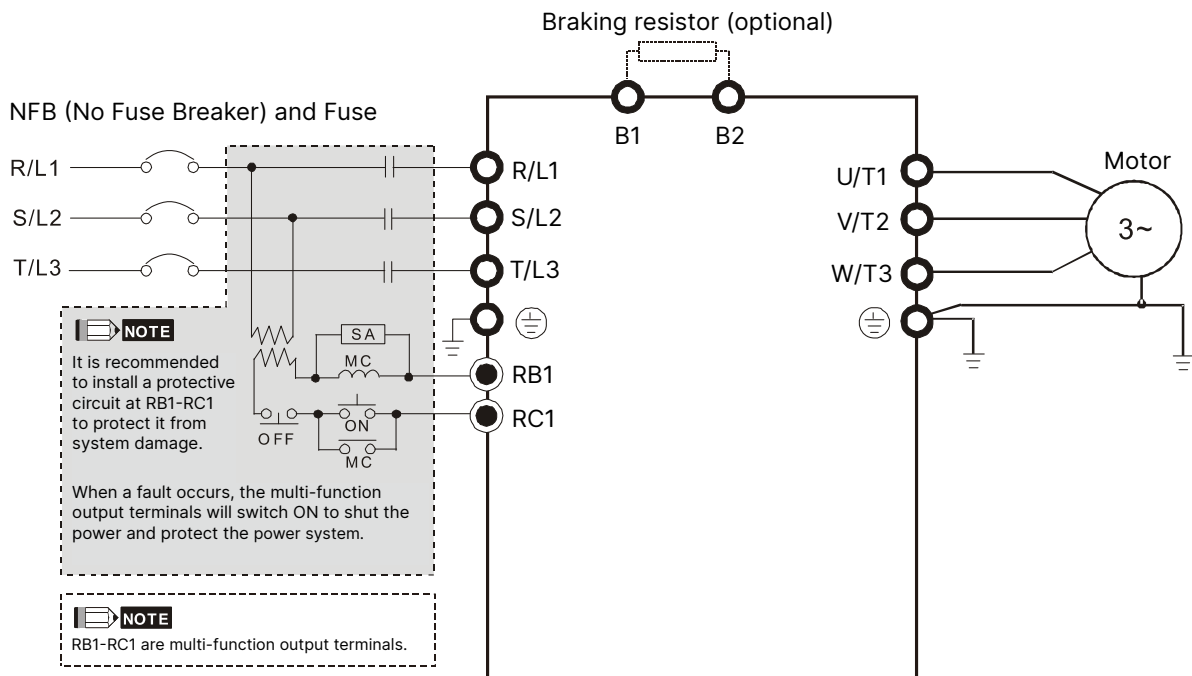 Braking resistor (optional)
B1 B2
NFB (No Fuse Breaker) and Fuse
R/L1
S/L2
T/L3
R/L1
S/L2
T/L3
RB1
RC1
SA
MC
OFF
ON
MC
NOTE
It is recommended
to install a protective
circuit at RB1-RC1
to protect it from
system damage.
When a fault occurs, the multi-function
output terminals will switch ON to shut the
power and protect the power system.
NOTE
RB1-RC1 are multi-function output terminals.
U/T1
V/T2
W/T3
Motor
3~